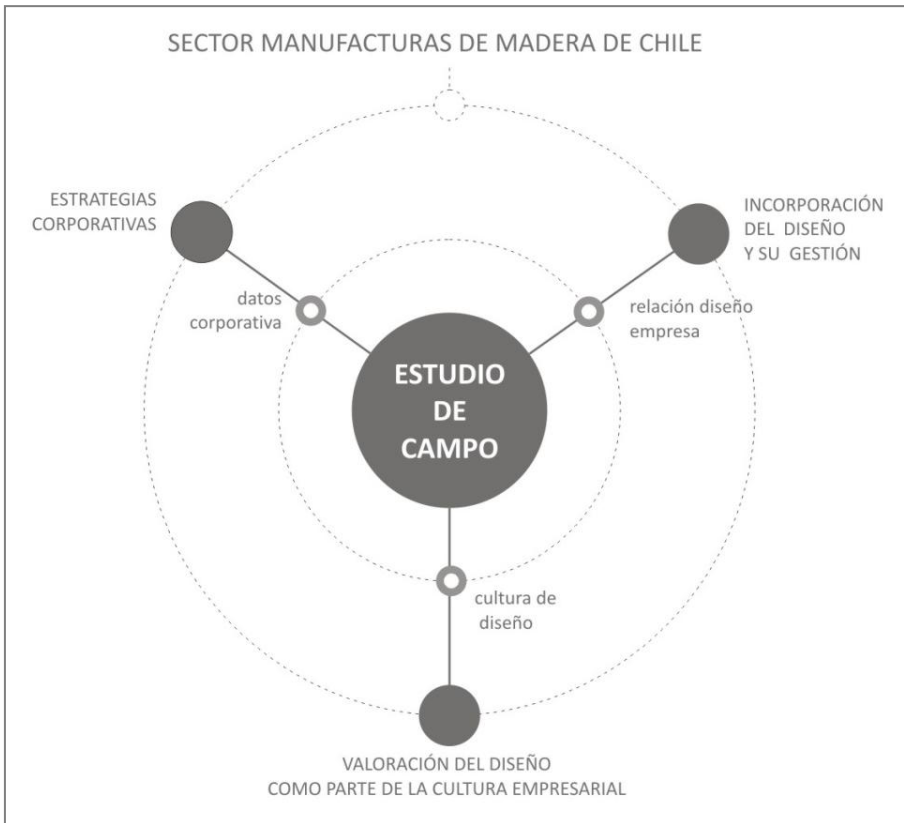 SECTOR MANUFACTURAS DE MADERA DE CHILE
ESTRATEGIAS
CORPORATIVAS
INCORPORACIÓN
DEL DISEÑO
Y SU GESTIÓN
datos
corporativa
relación diseño
empresa
ESTUDIO
DE
CAMPO
cultura de
diseño
VALORACIÓN DEL DISEÑO
COMO PARTE DE LA CULTURA EMPRESARIAL